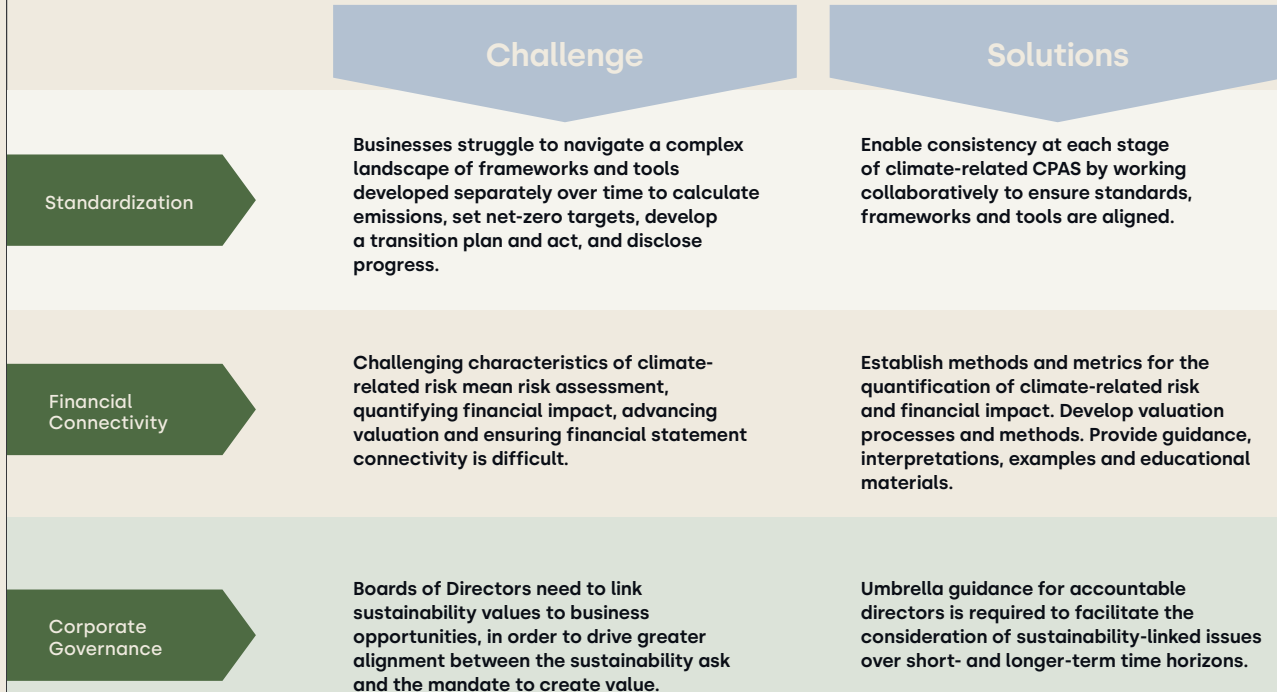 Challenge
Solutions
Standardization
Businesses struggle to navigate a complex
landscape of frameworks and tools
developed separately over time to calculate
emissions, set net-zero targets, develop
a transition plan and act, and disclose
progress.
Enable consistency at each stage
of climate-related CPAS by working
collaboratively to ensure standards,
frameworks and tools are aligned.
Financial
Connectivity
Challenging characteristics of climate-
related risk mean risk assessment,
quantifying financial impact, advancing
valuation and ensuring financial statement
connectivity is difficult.
Establish methods and metrics for the
quantification of climate-related risk
and financial impact. Develop valuation
processes and methods. Provide guidance,
interpretations, examples and educational
materials.
Corporate
Governance
Boards of Directors need to link
sustainability values to business
opportunities, in order to drive greater
alignment between the sustainability ask
and the mandate to create value.
Umbrella guidance for accountable
directors is required to facilitate the
consideration of sustainability-linked issues
over short- and longer-term time horizons.